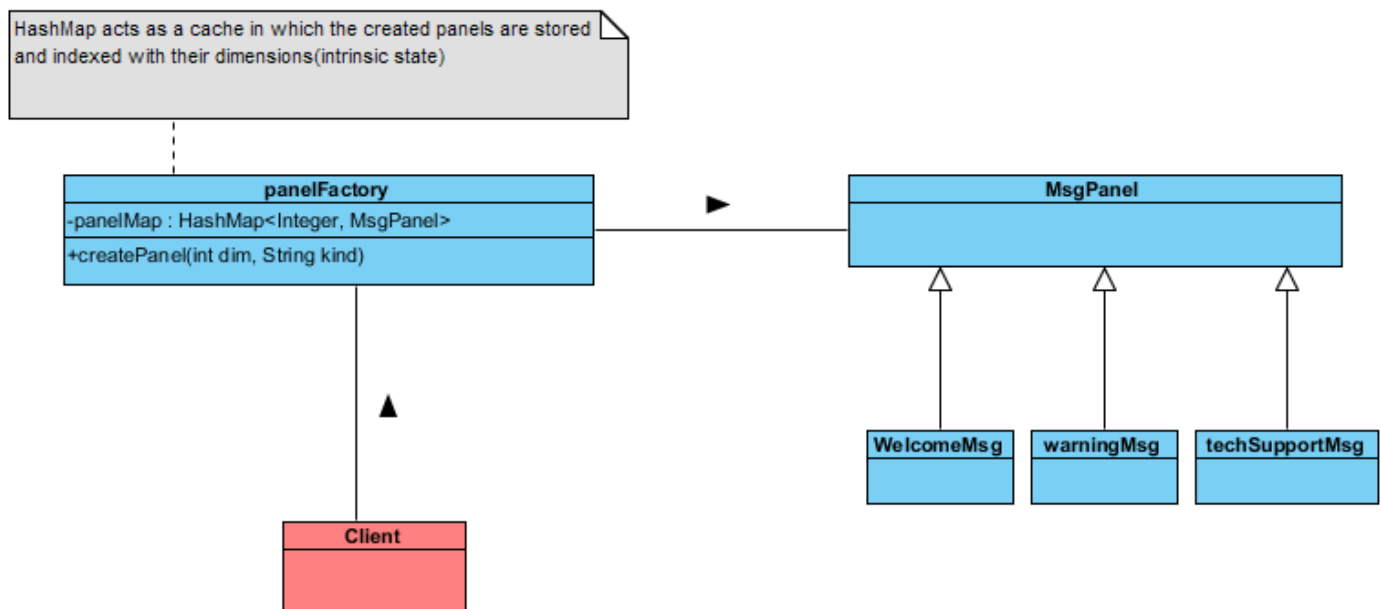 HashMap acts as a cache in which the created panels are stored
and indexed with their dimensions(intrinsic state)
panelFactory
-panelMap : HashMap<Integer, MsgPanel>
+createPanel(int dim, String kind)
MsgPanel
WelcomeMsg
warningMsg
techSupportMsg
Client